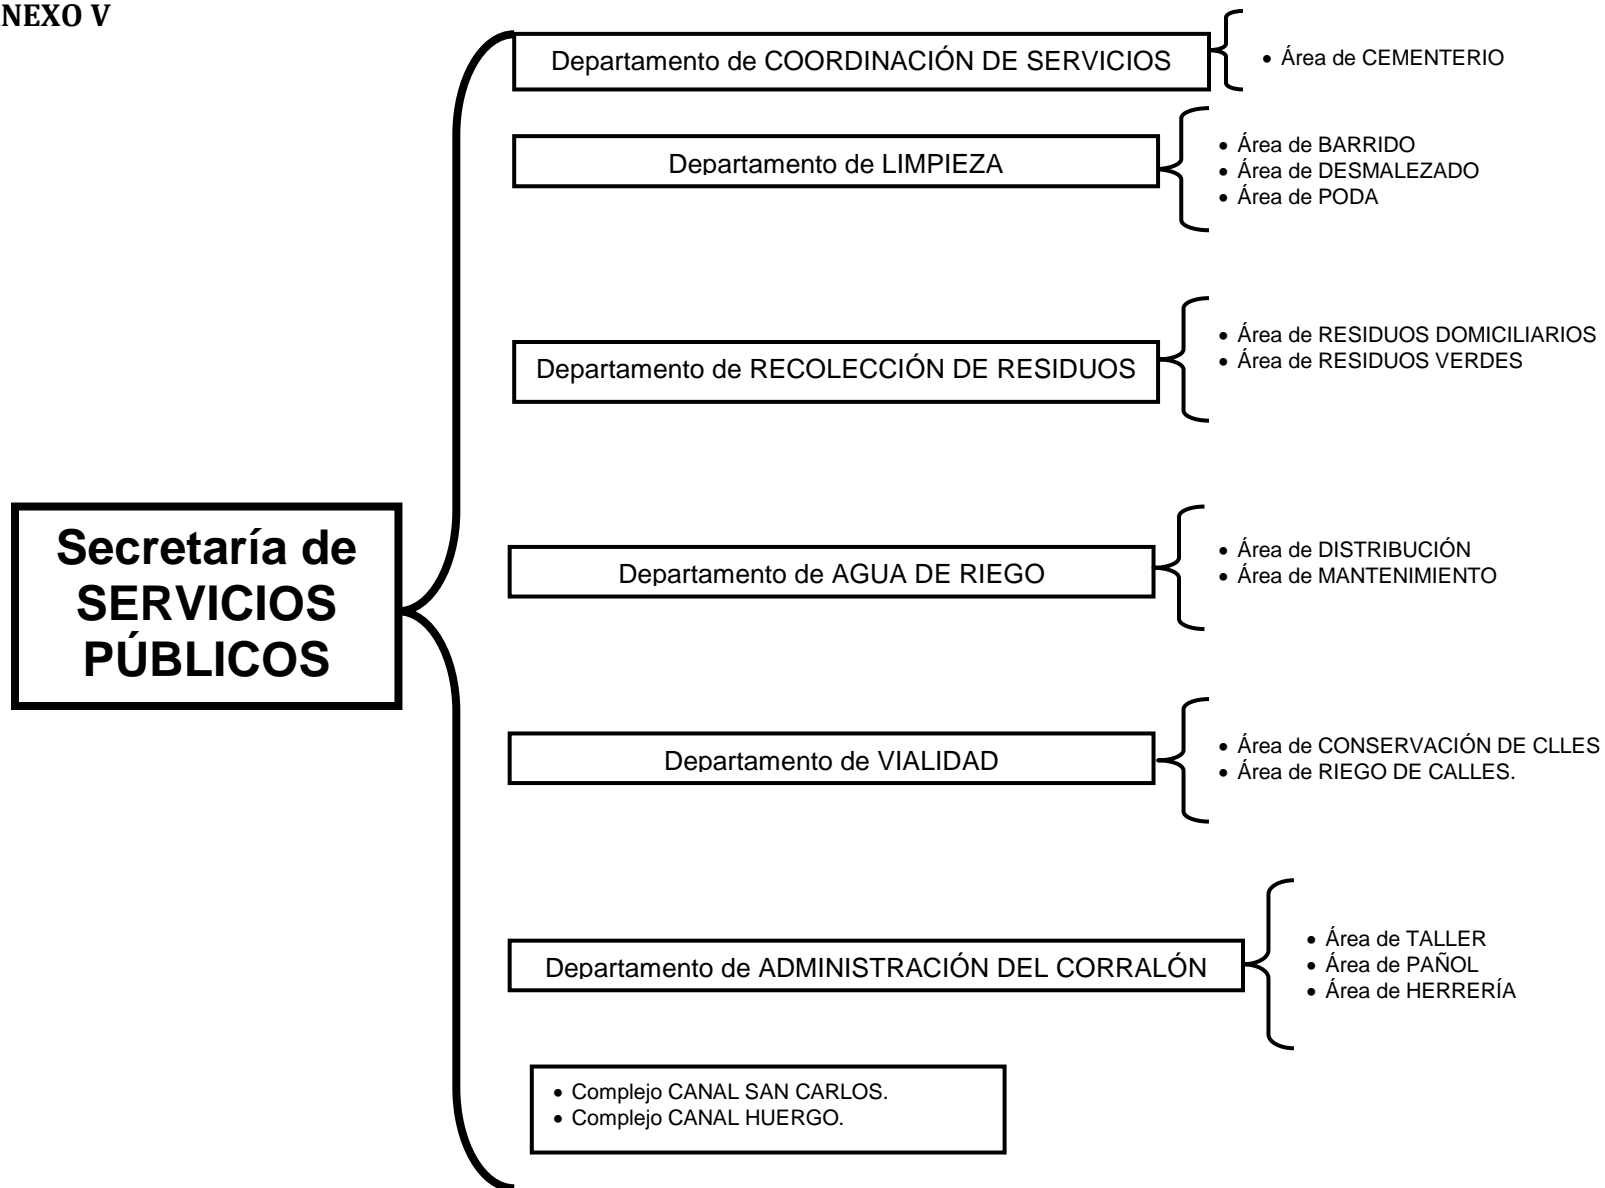 NEXO V
Departamento de COORDINACIÓN DE SERVICIOS
• Área de CEMENTERIO
Departamento de LIMPIEZA
• Área de BARRIDO
• Área de DESMALEZADO
• Área de PODA
Departamento de RECOLECCIÓN DE RESIDUOS
• Área de RESIDUOS DOMICILIARIOS
• Área de RESIDUOS VERDES
Secretaría de
SERVICIOS
PÚBLICOS
Departamento de AGUA DE RIEGO
• Área de DISTRIBUCIÓN
• Área de MANTENIMIENTO
Departamento de VIALIDAD
• Área de CONSERVACIÓN DE CLLES
• Área de RIEGO DE CALLES.
Departamento de ADMINISTRACIÓN DEL CORRALÓN
• Área de TALLER
• Área de PAÑOL
• Área de HERRERÍA
• Complejo CANAL SAN CARLOS.
• Complejo CANAL HUERGO.